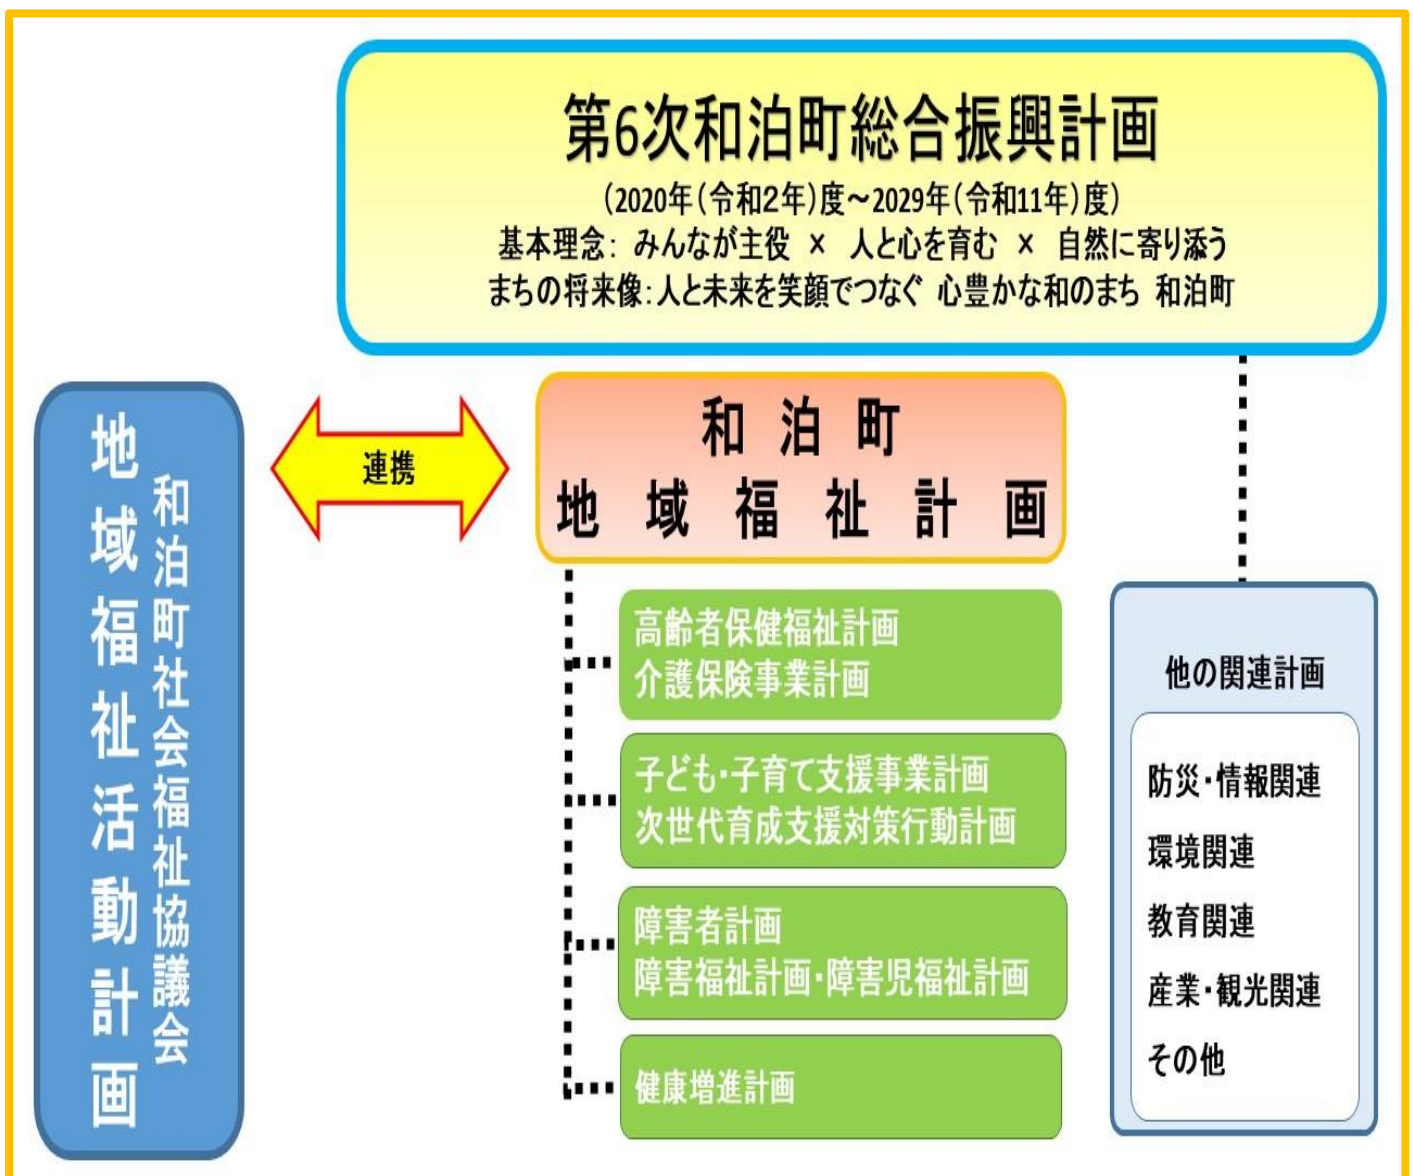 第6次和泊町総合振興計画
(2020年(令和2年)度～2029年(令和11年)度)
基本理念： みんなが主役 × 人と心を育む × 自然に寄り添う
まちの将来像：人と未来を笑顔でつなぐ 心豊かな和のまち 和泊町
和泊町社会福祉協議会
地域福祉活動計画
連携
和泊町
地域福祉計画
高齢者保健福祉計画
介護保険事業計画
子ども・子育て支援事業計画
次世代育成支援対策行動計画
障害者計画
障害福祉計画・障害児福祉計画
健康増進計画
他の関連計画
防災・情報関連
環境関連
教育関連
産業・観光関連
その他